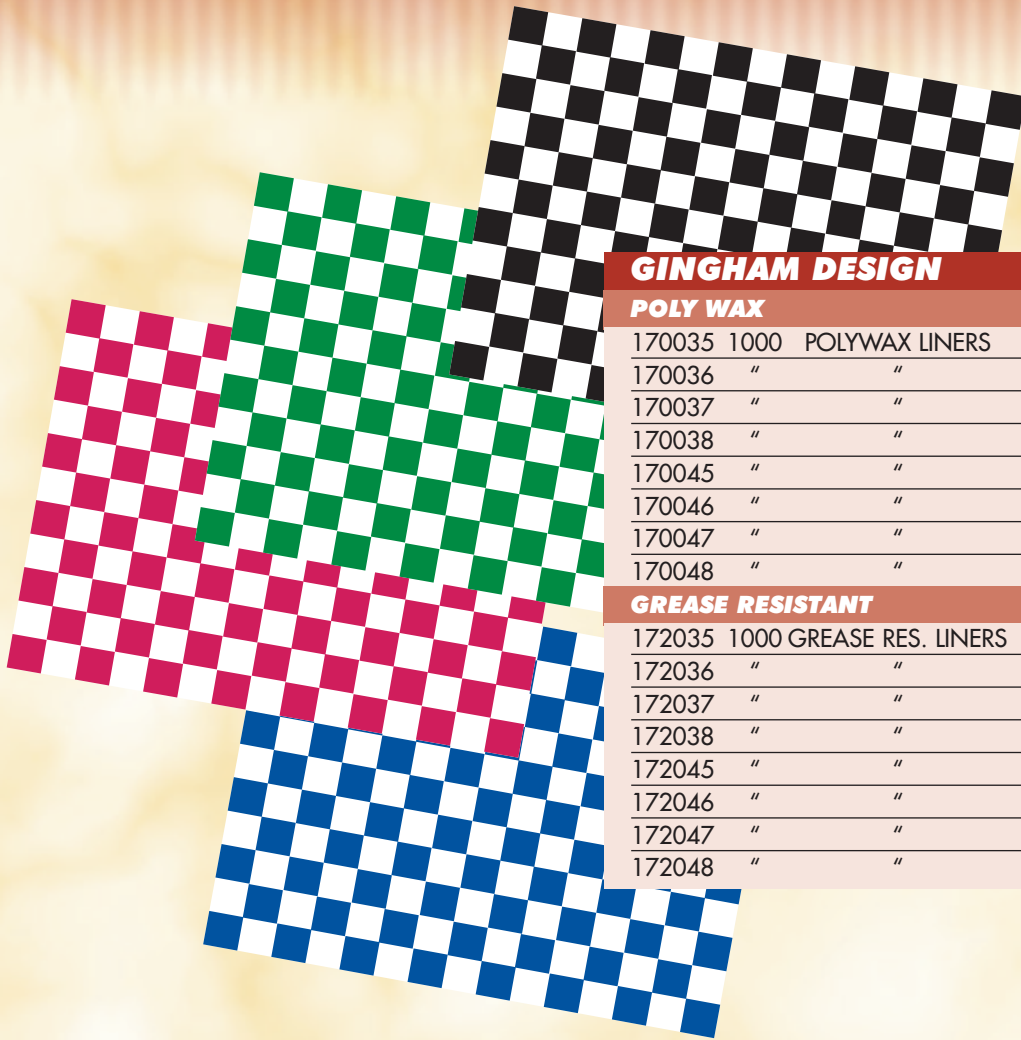 GINGHAM DESIGN
POLY WAX
170035 1000 POLYWAX LINERS
170036 “ “
170037 “ “
170038 “ “
170045 “ “
170046 “ “
170047 “ “
170048 “ “
GREASE RESISTANT
172035 1000 GREASE RES. LINERS
172036 “ “
172037 “ “
172038 “ “
172045 “ “
172046 “ “
172047 “ “
172048 “ “